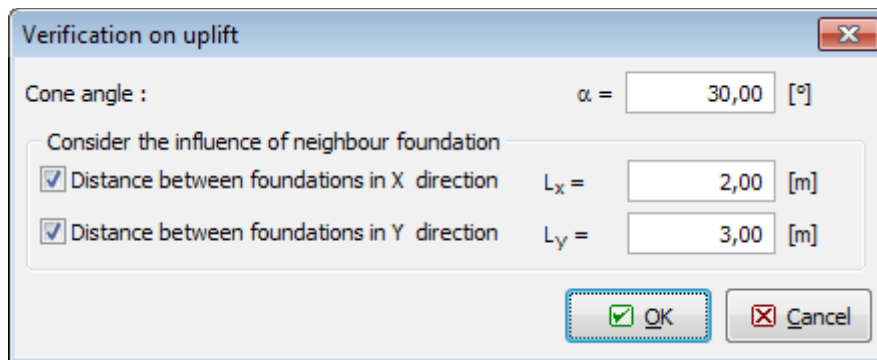 Verification on uplift
Cone angle : α = 30,00 [°]
Consider the influence of neighbour foundation
Distance between foundations in X direction Lx = 2,00 [m]
Distance between foundations in Y direction Ly = 3,00 [m]
OK Cancel